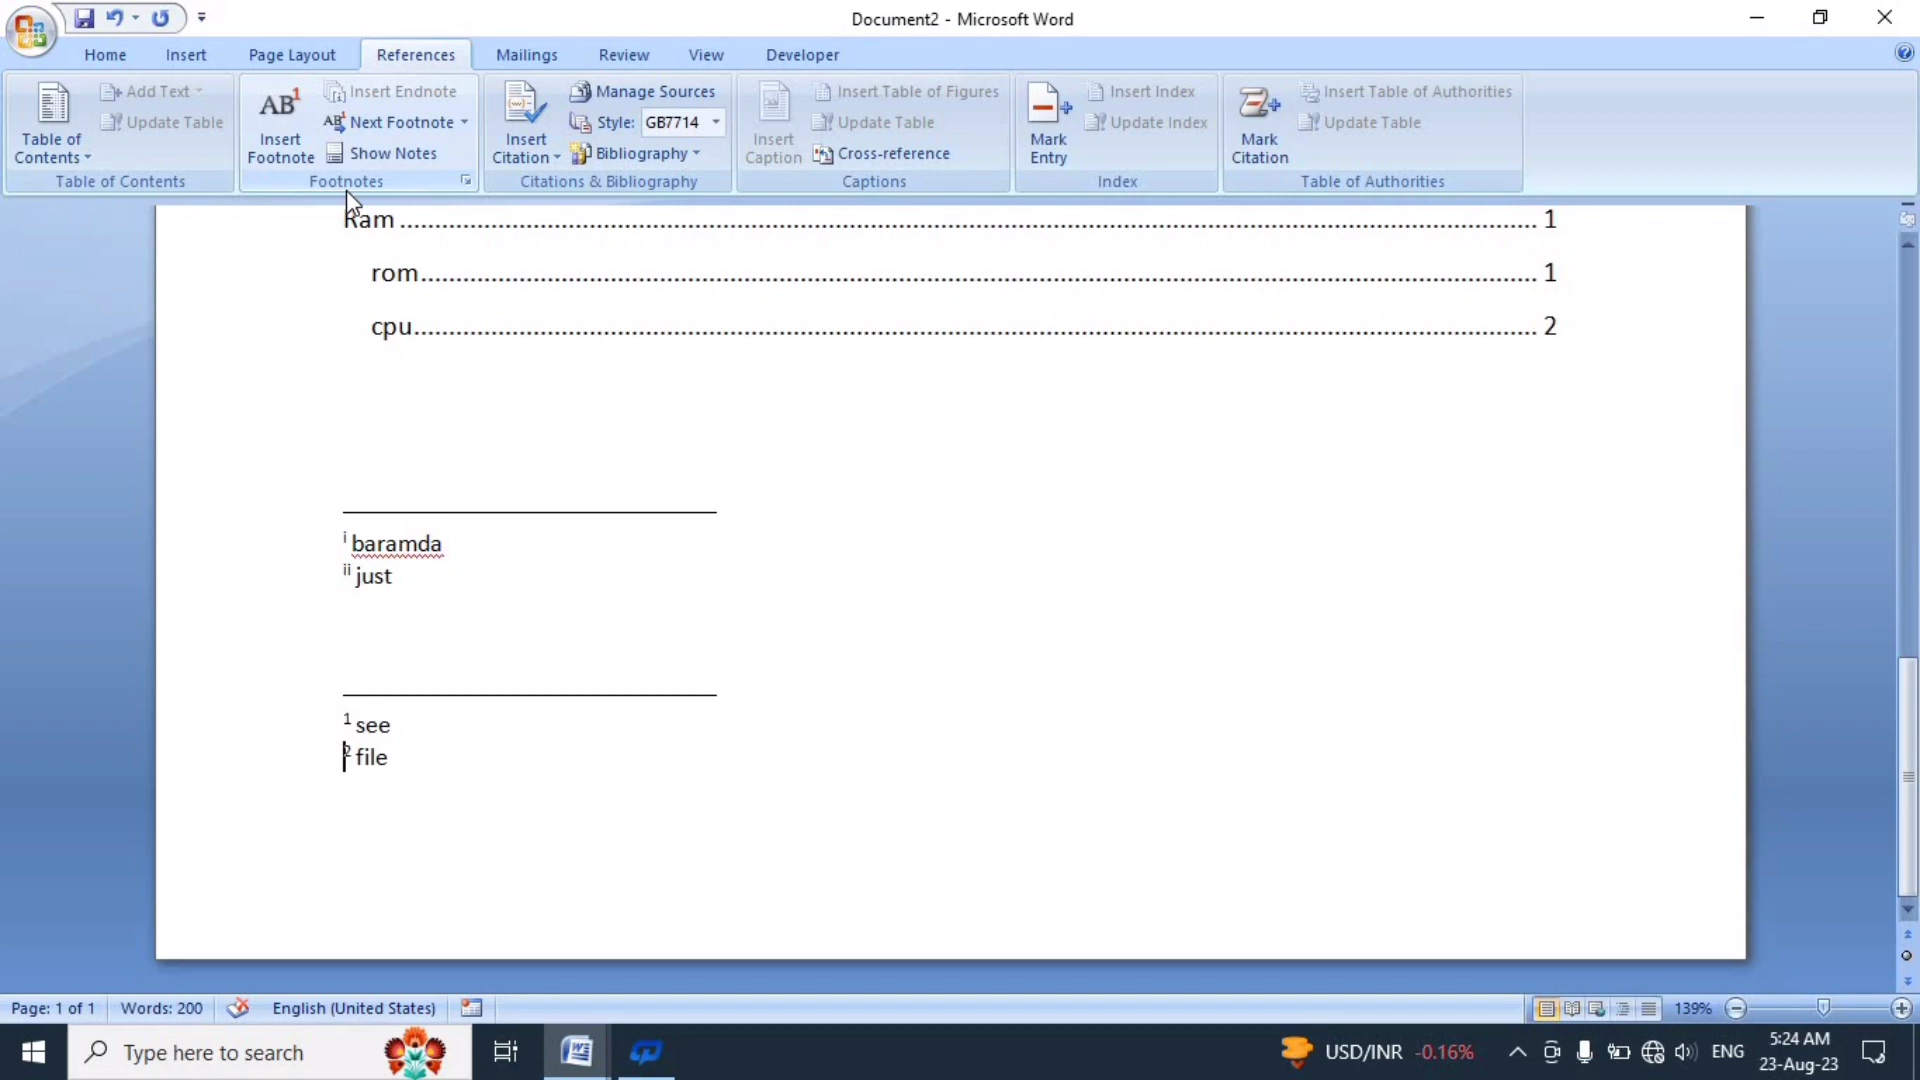 Document2 - Microsoft Word
Home Insert Page Layout References Mailings Review View Developer
Table of Contents
Add Text
Update Table
Table of Contents
AB1
Insert Footnote
Insert Endnote
AB1 Next Footnote
Show Notes
Footnotes
Insert Citation
Manage Sources
Style: GB7714
Bibliography
Citations & Bibliography
Insert Caption
Insert Table of Figures
Update Table
Cross-reference
Captions
Mark Entry
Insert Index
Update Index
Index
Mark Citation
Insert Table of Authorities
Update Table
Table of Authorities
Ram .......... 1
rom .......... 1
cpu .......... 2
i baramda
ii just
1 see
2 file
Page: 1 of 1 Words: 200 English (United States) 139%
Type here to search USD/INR -0.16% ENG 5:24 AM
23-Aug-23